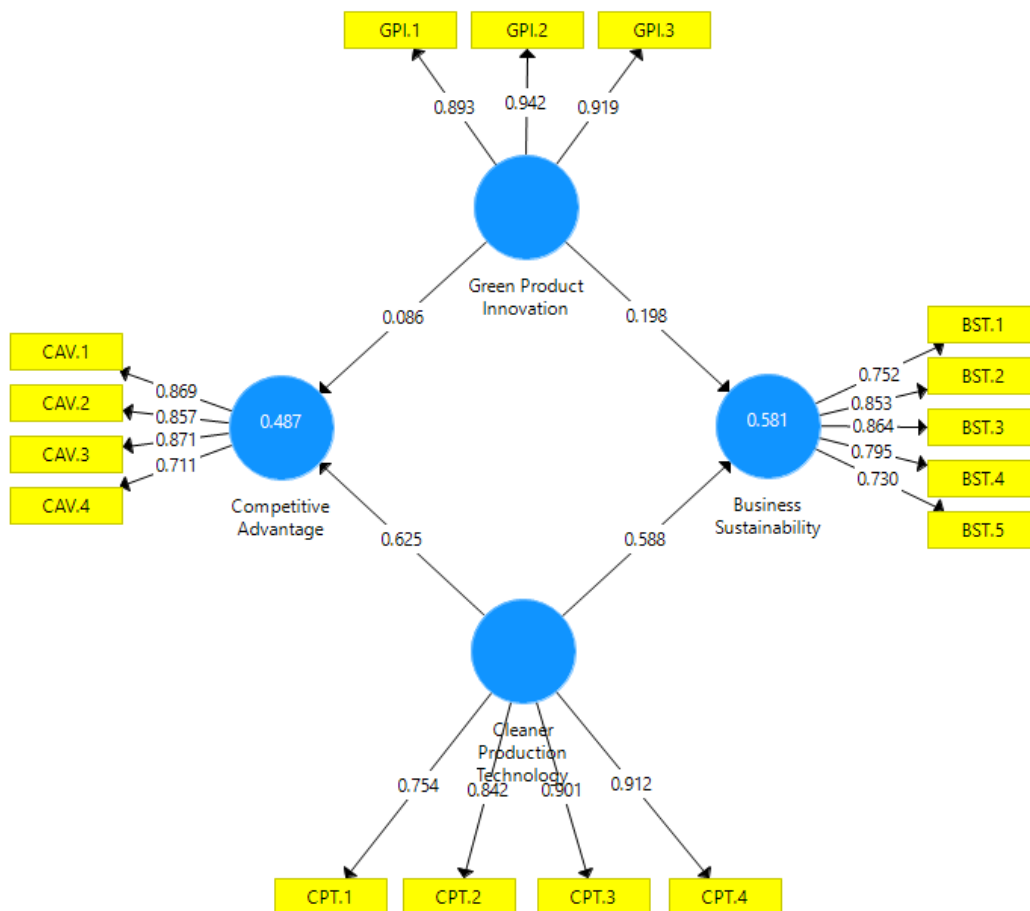 GPI.1 GPI.2 GPI.3
0.893 0.942 0.919
Green Product
Innovation
0.086 0.198
CAV.1
CAV.2
CAV.3
CAV.4
0.869
0.857
0.871
0.711
0.487
Competitive
Advantage
0.581
Business
Sustainability
0.752
0.853
0.864
0.795
0.730
BST.1
BST.2
BST.3
BST.4
BST.5
0.625 0.588
Cleaner
Production
Technology
0.754 0.842 0.901 0.912
CPT.1 CPT.2 CPT.3 CPT.4